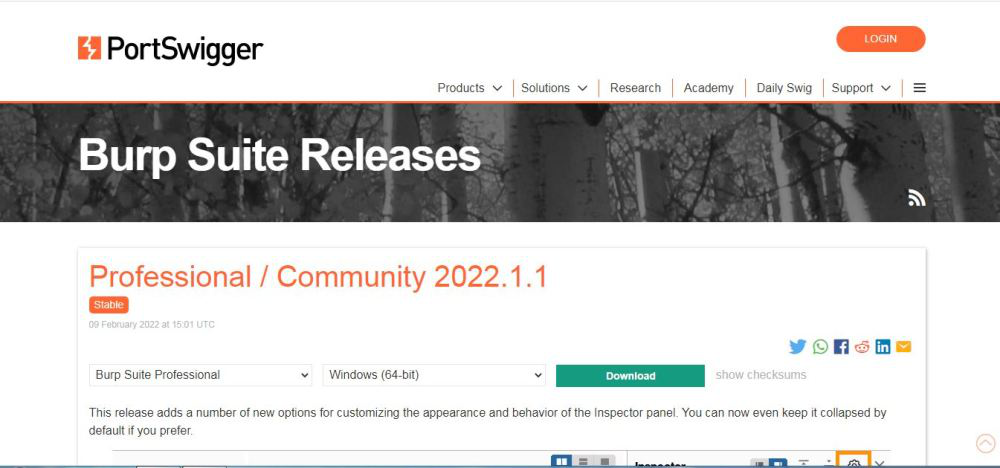 PortSwigger
LOGIN
Products
Solutions
Research
Academy
Daily Swig
Support
Burp Suite Releases
Professional / Community 2022.1.1
Stable
09 February 2022 at 15:01 UTC
Burp Suite Professional
Windows (64-bit)
Download
show checksums
This release adds a number of new options for customizing the appearance and behavior of the Inspector panel. You can now even keep it collapsed by
default if you prefer.
Inspector